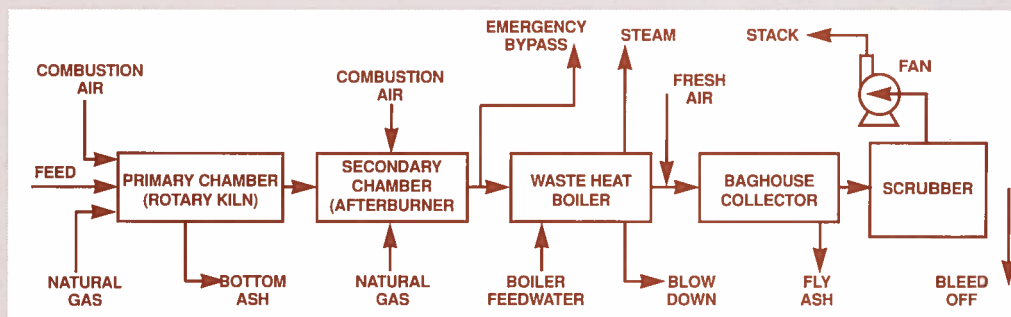 EMERGENCY
BYPASS
STEAM
STACK
FAN
COMBUSTION
AIR
COMBUSTION
AIR
FRESH
AIR
FEED
PRIMARY CHAMBER
(ROTARY KILN)
SECONDARY
CHAMBER
(AFTERBURNER
WASTE HEAT
BOILER
BAGHOUSE
COLLECTOR
SCRUBBER
NATURAL
GAS
BOTTOM
ASH
NATURAL
GAS
BOILER
FEEDWATER
BLOW
DOWN
FLY
ASH
BLEED
OFF